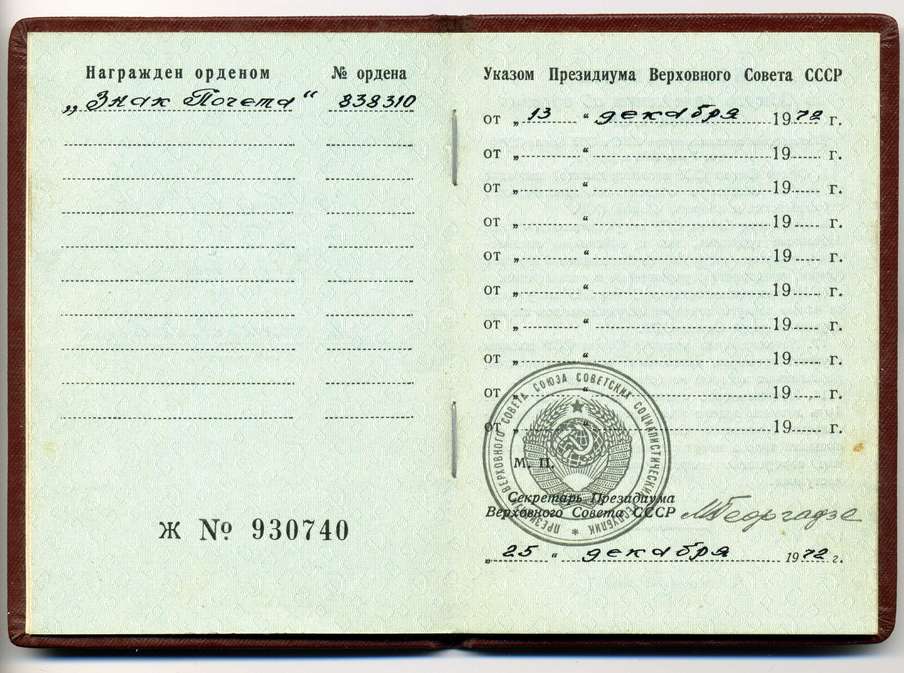 Награжден орденом № ордена
„Знак Почета“ 838310
Ж № 930740
Указом Президиума Верховного Совета СССР
от „ 13 “ декабря 1972 г.
от „ “ 19 г.
от „ “ 19 г.
от „ “ 19 г.
от „ “ 19 г.
от „ “ 19 г.
от „ “ 19 г.
от „ “ 19 г.
от „ “ 19 г.
от „ “ 19 г.
ПРЕЗИДИУМ ВЕРХОВНОГО СОВЕТА СОЮЗА СОВЕТСКИХ СОЦИАЛИСТИЧЕСКИХ РЕСПУБЛИК
М. П.
Секретарь Президиума
Верховного Совета СССР МГеоргадзе
„ 25 “ декабря 1972 г.